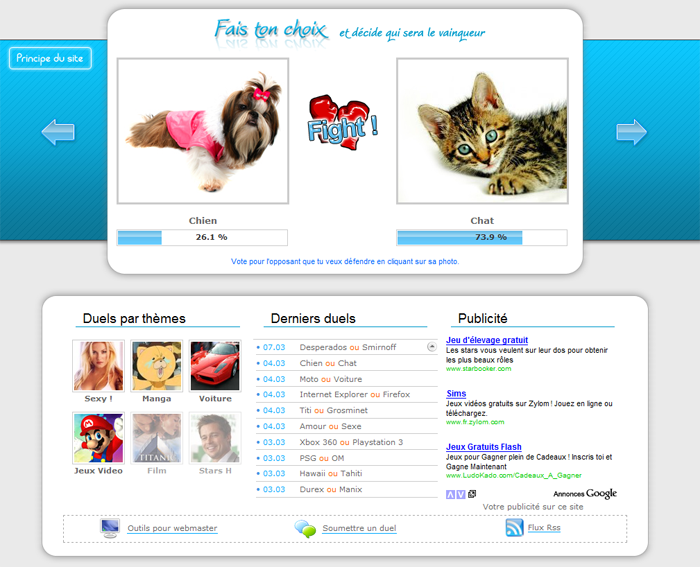 Fais ton choix et décide qui sera le vainqueur
Principe du site
Fight !
Chien
Chat
26.1 %
73.9 %
Vote pour l'opposant que tu veux défendre en cliquant sur sa photo.
Duels par thèmes
Sexy !
Manga
Voiture
Jeux Video
TITANIC
Film
Stars H
Derniers duels
07.03 Desperados ou Smirnoff
04.03 Chien ou Chat
04.03 Moto ou Voiture
04.03 Internet Explorer ou Firefox
04.03 Titi ou Grosminet
04.03 Amour ou Sexe
03.03 Xbox 360 ou Playstation 3
03.03 PSG ou OM
03.03 Hawaii ou Tahiti
03.03 Durex ou Manix
Publicité
Jeu d'élevage gratuit
Les stars vous veulent sur leur dos pour obtenir
les plus beaux rôles
www.starbooker.com
Sims
Jeux vidéos gratuits sur Zylom ! Jouez en ligne ou
téléchargez.
www.fr.zylom.com
Jeux Gratuits Flash
Jeux pour Gagner plein de Cadeaux ! Inscris toi et
Gagne Maintenant
www.LudoKado.com/Cadeaux_A_Gagner
Annonces Google
Votre publicité sur ce site
Outils pour webmaster
Soumettre un duel
Flux Rss